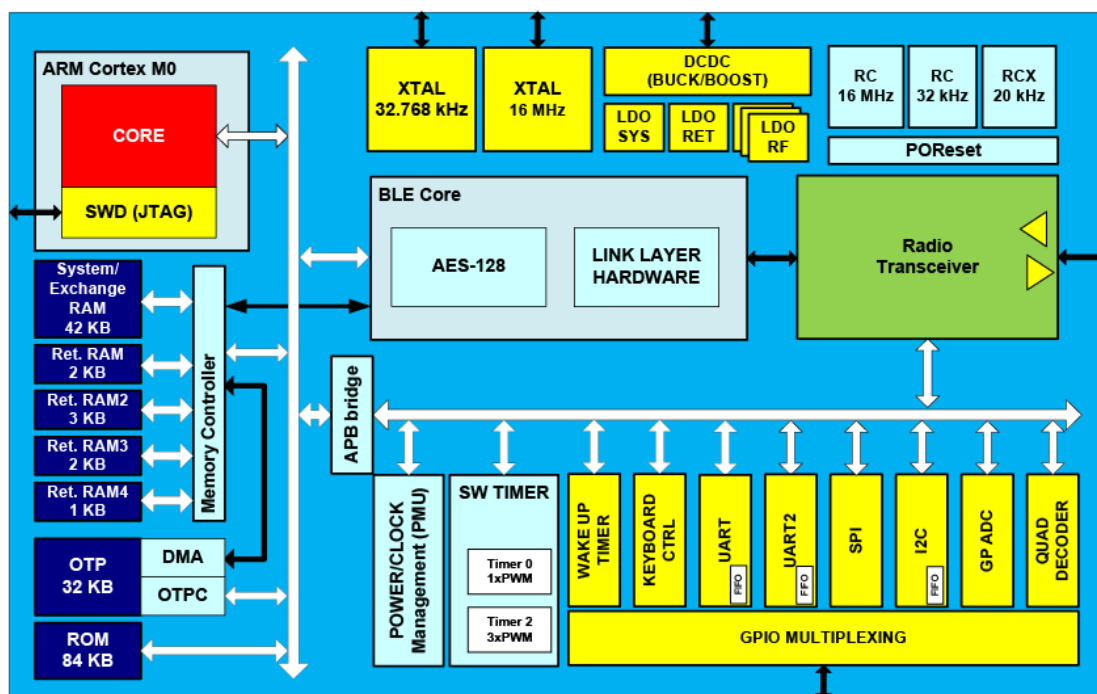 ARM Cortex M0
CORE
SWD (JTAG)
XTAL
32.768 kHz
XTAL
16 MHz
DCDC
(BUCK/BOOST)
LDO
SYS
LDO
RET
LDO
RF
RC
16 MHz
RC
32 kHz
RCX
20 kHz
POReset
BLE Core
AES-128
LINK LAYER
HARDWARE
Radio
Transceiver
System/
Exchange
RAM
42 KB
Ret. RAM
2 KB
Ret. RAM2
3 KB
Ret. RAM3
2 KB
Ret. RAM4
1 KB
Memory Controller
OTP
32 KB
DMA
OTPC
ROM
84 KB
APB bridge
POWER/CLOCK
Management (PMU)
SW TIMER
Timer 0
1xPWM
Timer 2
3xPWM
WAKE UP
TIMER
KEYBOARD
CTRL
UART
FIFO
UART2
FIFO
SPI
I2C
FIFO
GP ADC
QUAD
DECODER
GPIO MULTIPLEXING